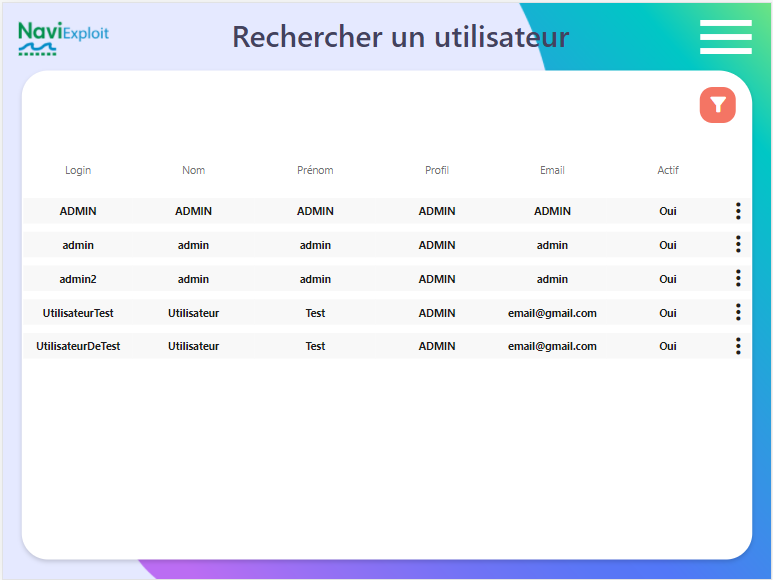 NaviExploit
Rechercher un utilisateur
Login Nom Prénom Profil Email Actif
ADMIN ADMIN ADMIN ADMIN ADMIN Oui
admin admin admin ADMIN admin Oui
admin2 admin admin ADMIN admin Oui
UtilisateurTest Utilisateur Test ADMIN email@gmail.com Oui
UtilisateurDeTest Utilisateur Test ADMIN email@gmail.com Oui